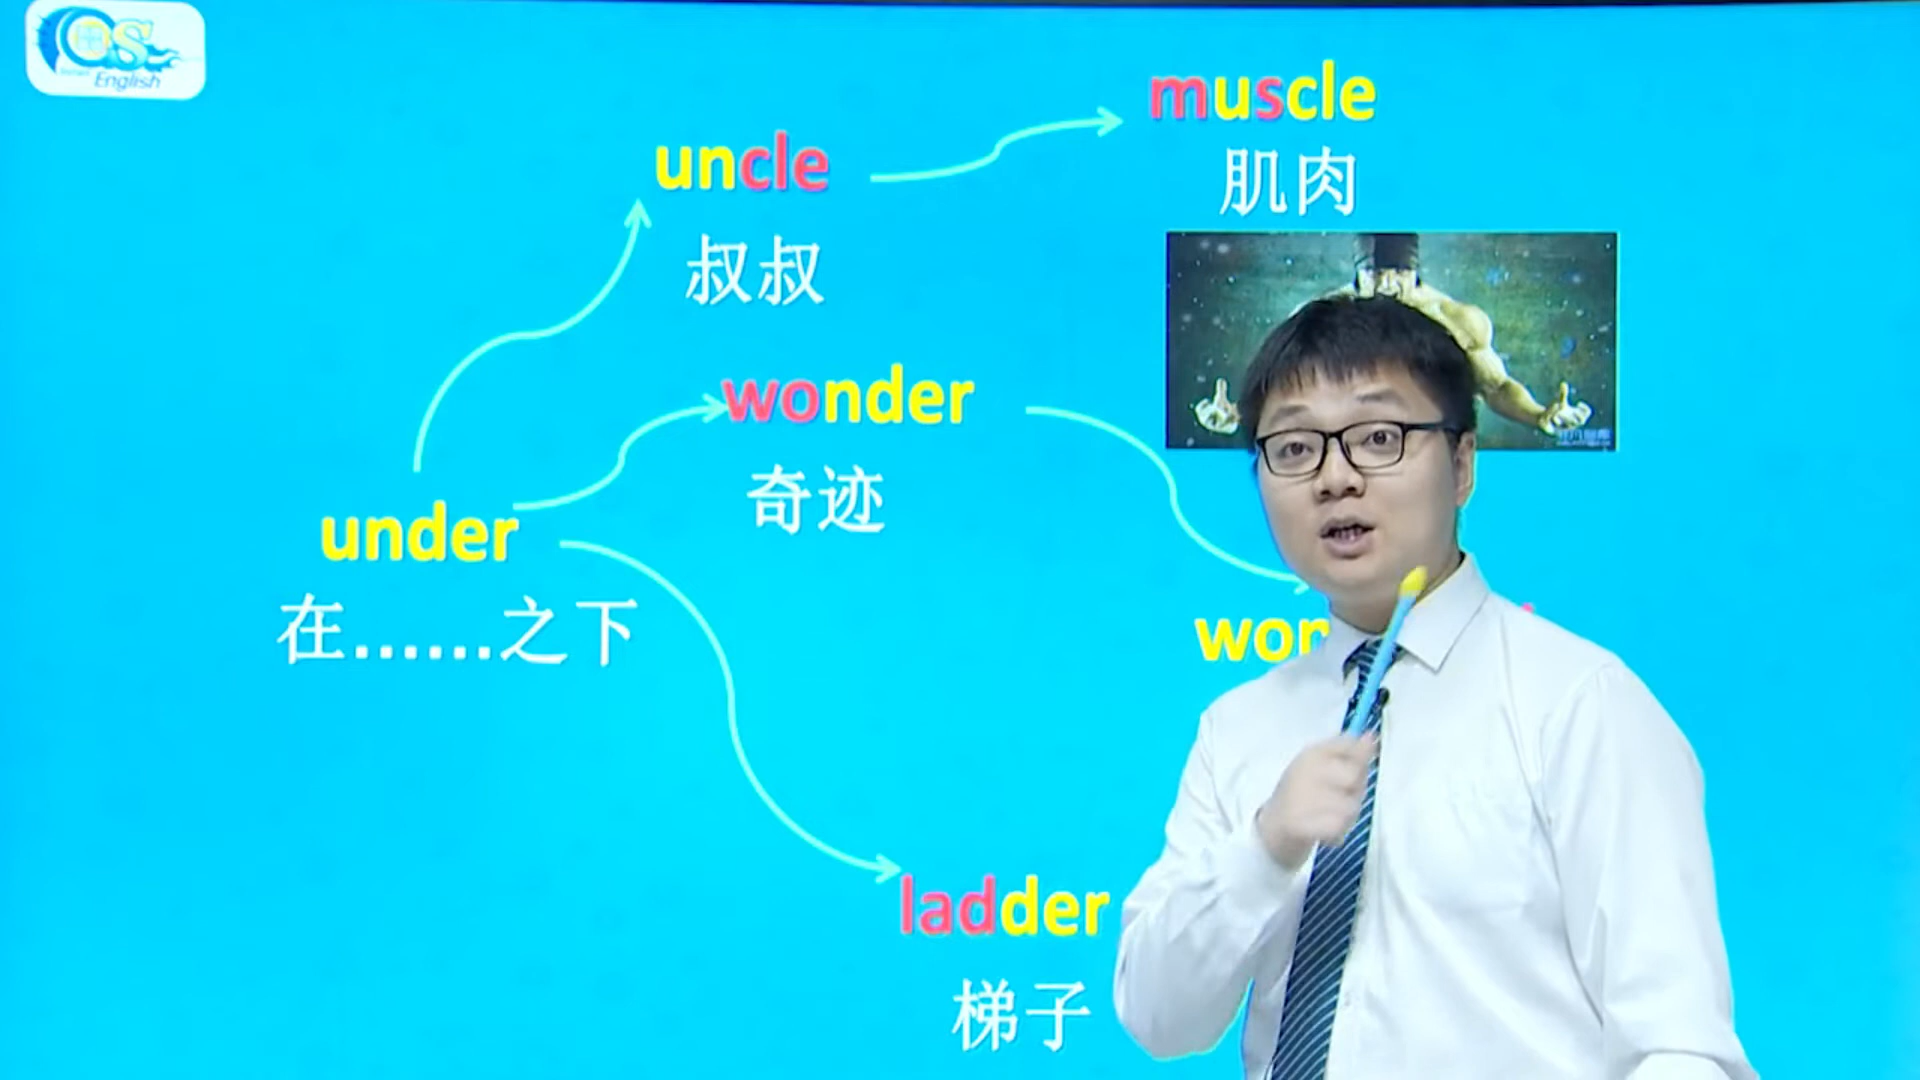 English
muscle
肌肉
uncle
叔叔
wonder
奇迹
under
在......之下
ladder
梯子